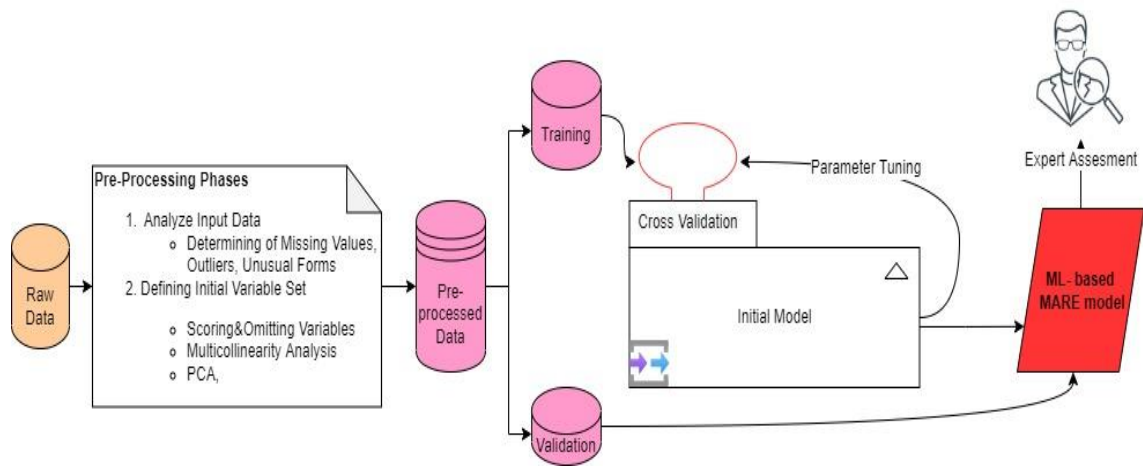 Raw
Data
Pre-Processing Phases
1. Analyze Input Data
Determining of Missing Values,
Outliers, Unusual Forms
2. Defining Initial Variable Set
Scoring&Omitting Variables
Multicollinearity Analysis
PCA,
Pre-
processed
Data
Training
Validation
Cross Validation
Initial Model
Parameter Tuning
Expert Assesment
ML- based
MARE model